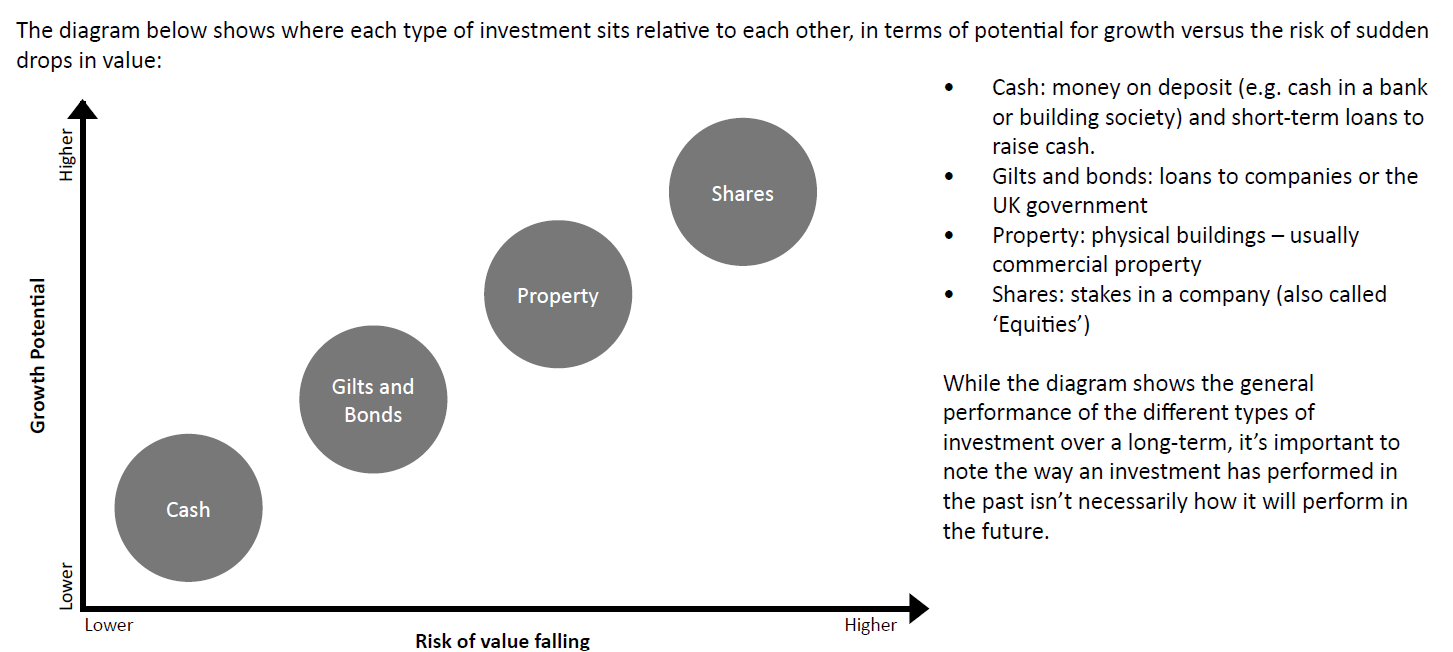 The diagram below shows where each type of investment sits relative to each other, in terms of potential for growth versus the risk of sudden
drops in value:
Higher
Growth Potential
Lower
Shares
Property
Gilts and
Bonds
Cash
Lower
Higher
Risk of value falling
• Cash: money on deposit (e.g. cash in a bank
or building society) and short-term loans to
raise cash.
• Gilts and bonds: loans to companies or the
UK government
• Property: physical buildings – usually
commercial property
• Shares: stakes in a company (also called
‘Equities’)
While the diagram shows the general
performance of the different types of
investment over a long-term, it’s important to
note the way an investment has performed in
the past isn’t necessarily how it will perform in
the future.